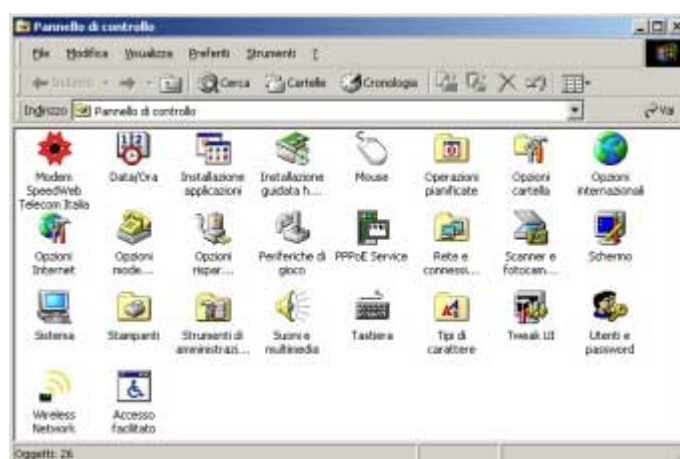 Pannello di controllo
File Modifica Visualizza Preferiti Strumenti ?
Indietro Cerca Cartelle Cronologia
Indirizzo Pannello di controllo Vai
Modem SpeedWeb Telecom Italia
Data/Ora
Installazione applicazioni
Installazione guidata h...
Mouse
Operazioni pianificate
Opzioni cartella
Opzioni internazionali
Opzioni Internet
Opzioni mode...
Opzioni rispar...
Periferiche di gioco
PPPoE Service
Rete e connessi...
Scanner e fotocam...
Schermo
Sistema
Stampanti
Strumenti di amministrazi...
Suoni e multimedia
Tastiera
Tipi di carattere
Tweak UI
Utenti e password
Wireless Network
Accesso facilitato
Oggetti: 26